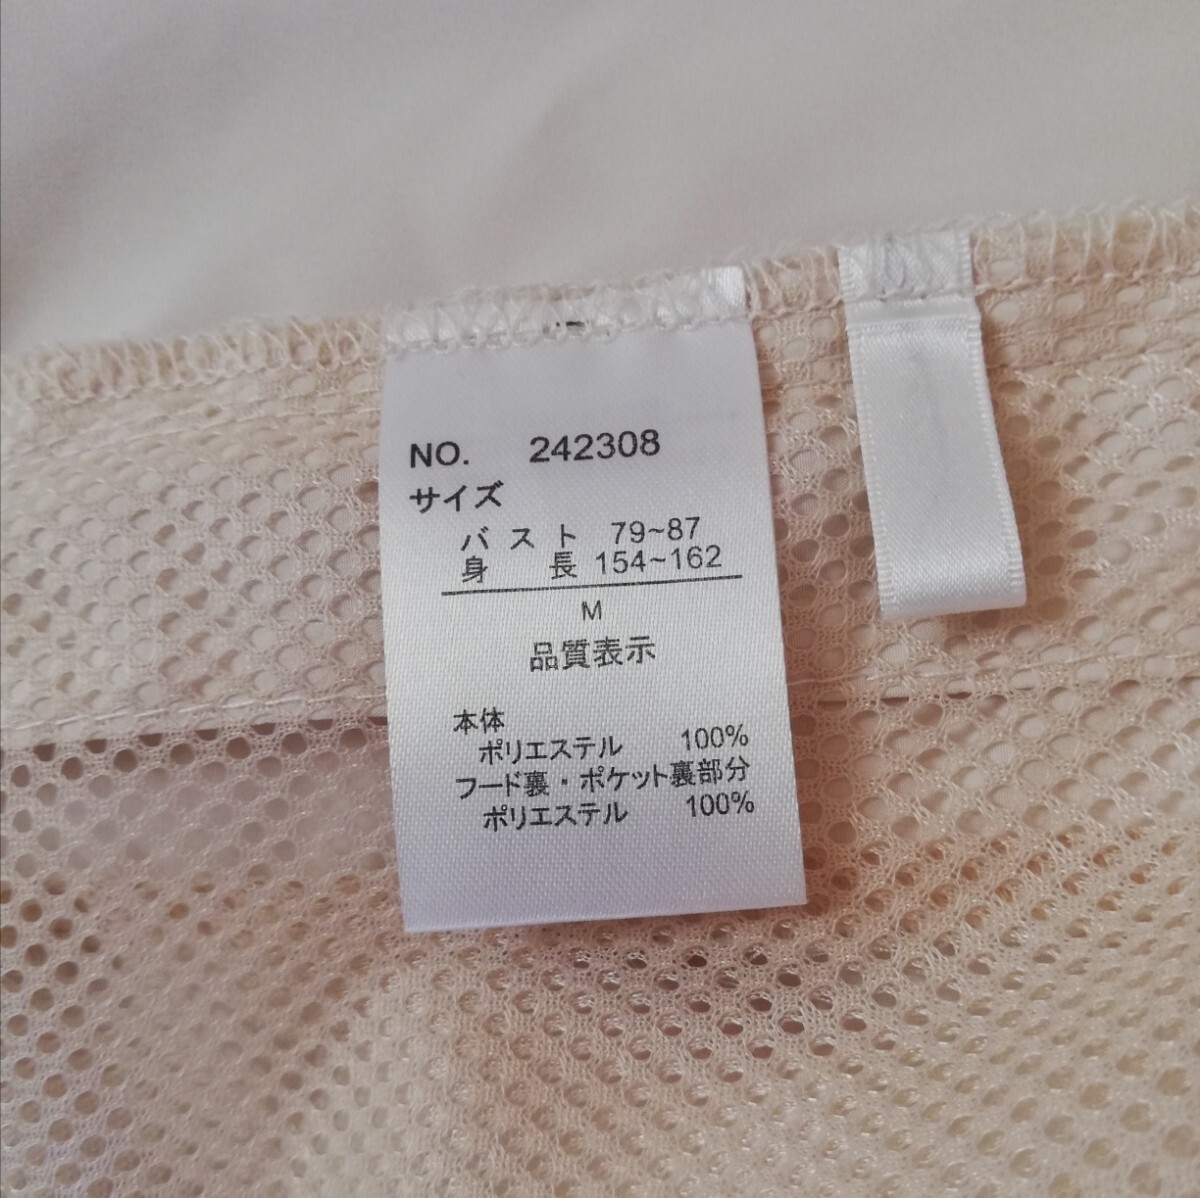 NO. 242308
サイズ
バスト 79~87
身長 154~162
M
品質表示
本体
ポリエステル 100%
フード裏・ポケット裏部分
ポリエステル 100%